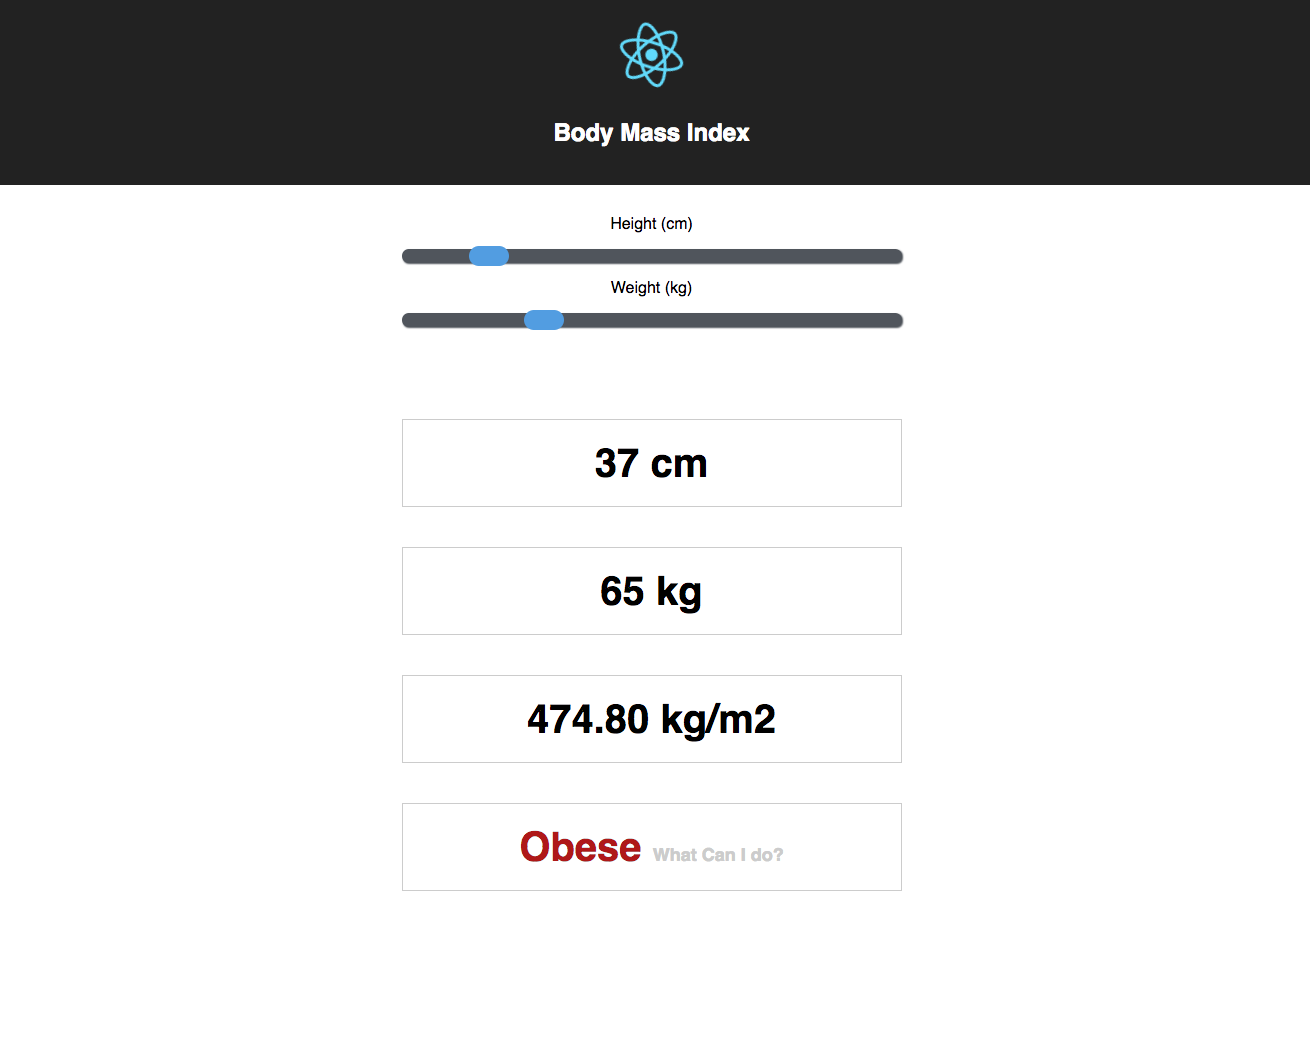 Body Mass Index
Height (cm)
Weight (kg)
37 cm
65 kg
474.80 kg/m2
Obese What Can I do?